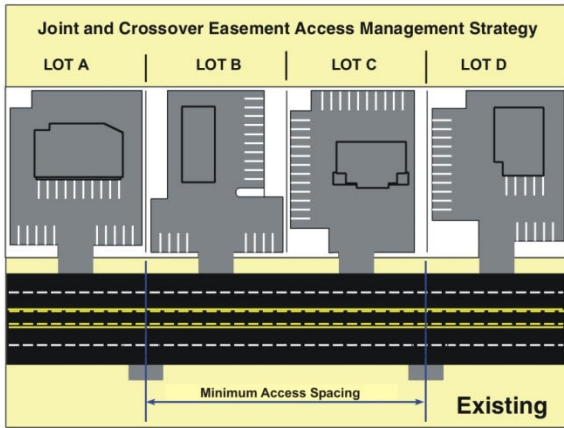 Joint and Crossover Easement Access Management Strategy
LOT A LOT B LOT C LOT D
Minimum Access Spacing
Existing